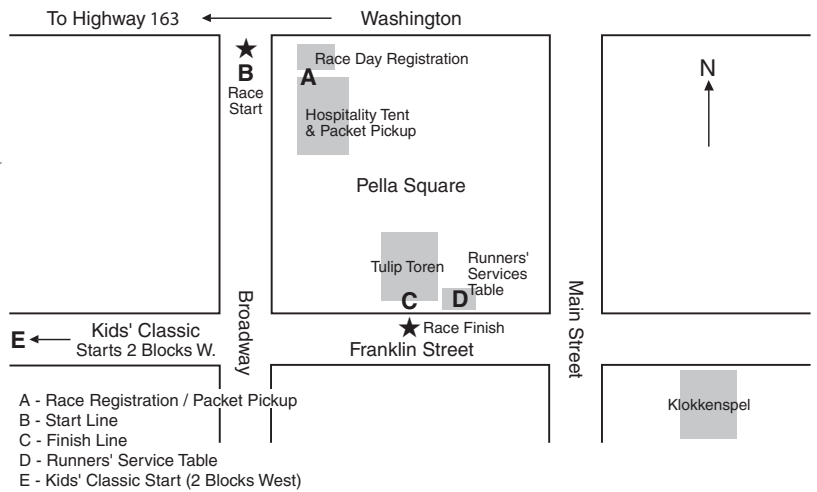 To Highway 163
Washington
B
Race
Start
A
Race Day Registration
Hospitality Tent
& Packet Pickup
N
Pella Square
Tulip Toren
Runners'
Services
Table
C
D
Broadway
Main Street
E
Kids' Classic
Starts 2 Blocks W.
Race Finish
Franklin Street
Klokkenspel
A - Race Registration / Packet Pickup
B - Start Line
C - Finish Line
D - Runners' Service Table
E - Kids' Classic Start (2 Blocks West)